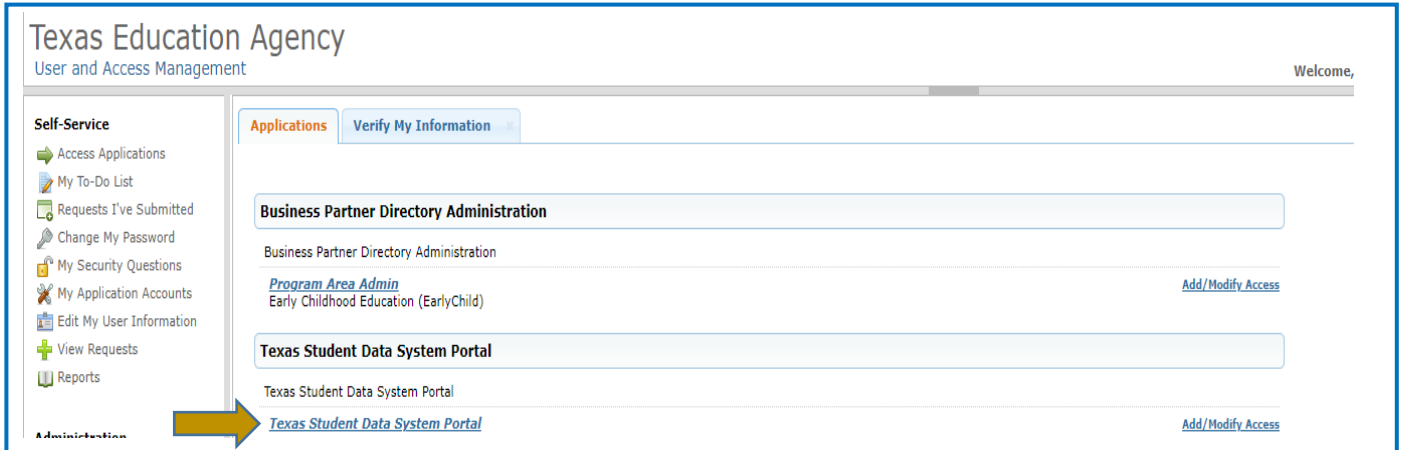 Texas Education Agency
User and Access Management
Welcome,
Self-Service
Access Applications
My To-Do List
Requests I've Submitted
Change My Password
My Security Questions
My Application Accounts
Edit My User Information
View Requests
Reports
Administration
Applications
Verify My Information
Business Partner Directory Administration
Business Partner Directory Administration
Program Area Admin
Add/Modify Access
Early Childhood Education (EarlyChild)
Texas Student Data System Portal
Texas Student Data System Portal
Texas Student Data System Portal
Add/Modify Access